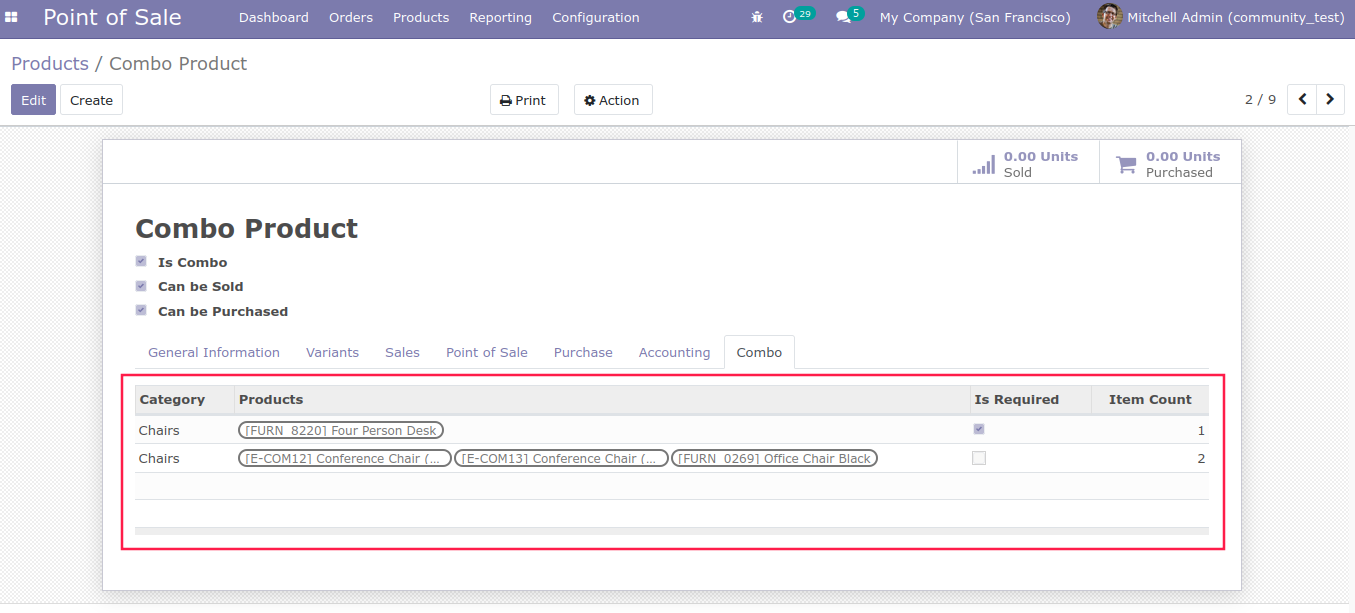 Point of Sale Dashboard Orders Products Reporting Configuration 29 5 My Company (San Francisco) Mitchell Admin (community_test)
Products / Combo Product
Edit Create Print Action 2 / 9
0.00 Units 0.00 Units
Sold Purchased
Combo Product
Is Combo
Can be Sold
Can be Purchased
General Information Variants Sales Point of Sale Purchase Accounting Combo
Category Products Is Required Item Count
Chairs [FURN_8220] Four Person Desk 1
Chairs [E-COM12] Conference Chair (... [E-COM13] Conference Chair (... [FURN_0269] Office Chair Black 2